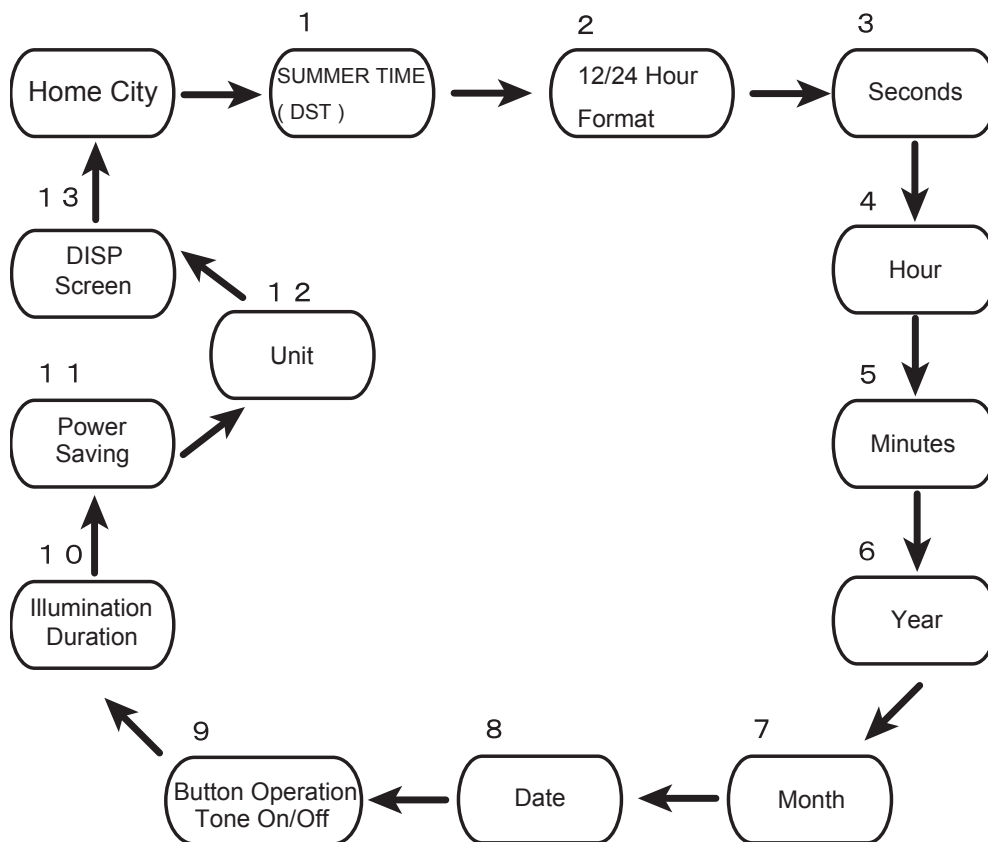 1
2
3
Home City
SUMMER TIME
( DST )
12/24 Hour
Format
Seconds
4
Hour
5
Minutes
6
Year
7
Month
8
Date
9
Button Operation
Tone On/Off
10
Illumination
Duration
11
Power
Saving
12
Unit
13
DISP
Screen